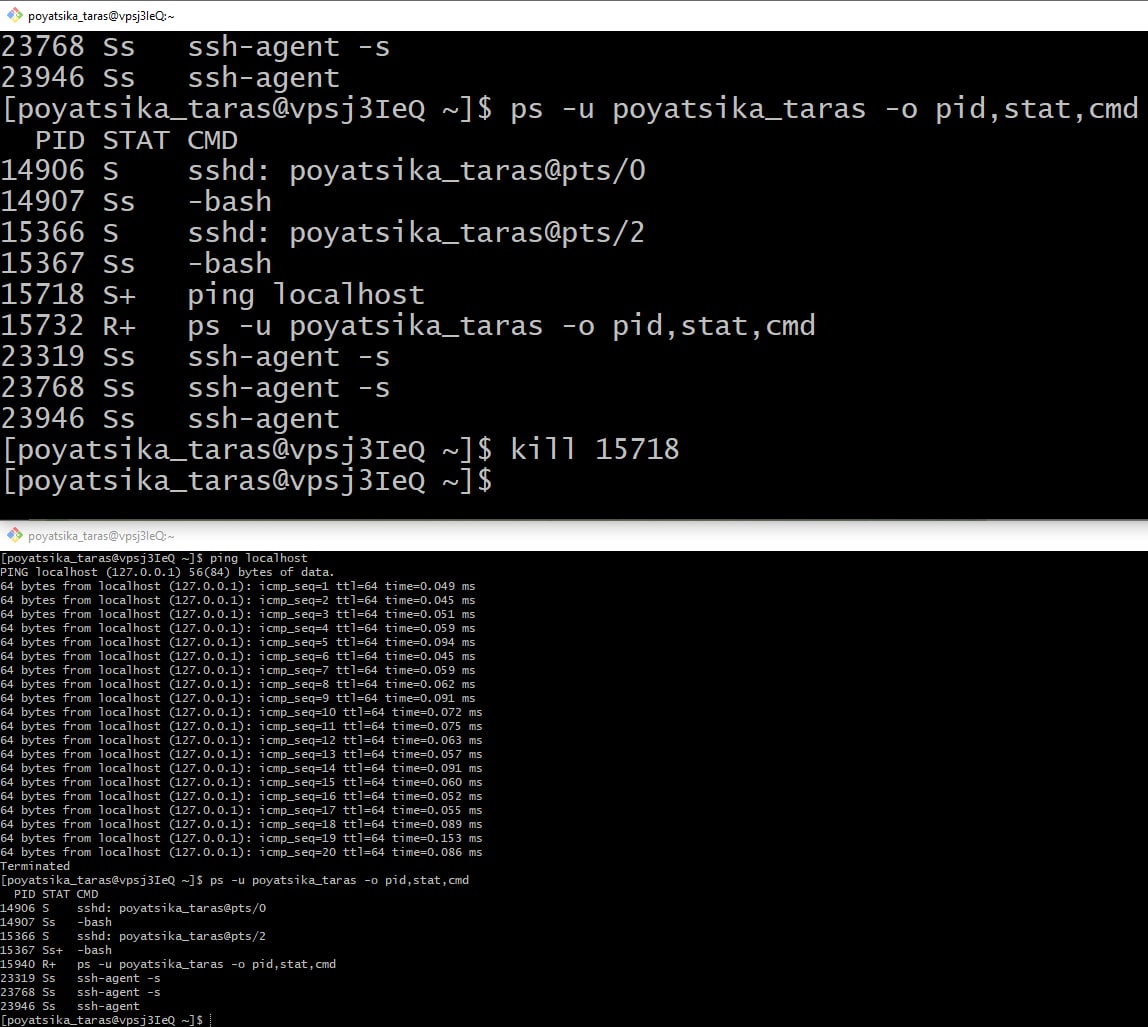 poyatsika_taras@vpsj3IeQ:~
23768 Ss   ssh-agent -s
23946 Ss   ssh-agent
[poyatsika_taras@vpsj3IeQ ~]$ ps -u poyatsika_taras -o pid,stat,cmd
  PID STAT CMD
14906 S    sshd: poyatsika_taras@pts/0
14907 Ss   -bash
15366 S    sshd: poyatsika_taras@pts/2
15367 Ss   -bash
15718 S+   ping localhost
15732 R+   ps -u poyatsika_taras -o pid,stat,cmd
23319 Ss   ssh-agent -s
23768 Ss   ssh-agent -s
23946 Ss   ssh-agent
[poyatsika_taras@vpsj3IeQ ~]$ kill 15718
[poyatsika_taras@vpsj3IeQ ~]$
poyatsika_taras@vpsj3IeQ:~
[poyatsika_taras@vpsj3IeQ ~]$ ping localhost
PING localhost (127.0.0.1) 56(84) bytes of data.
64 bytes from localhost (127.0.0.1): icmp_seq=1 ttl=64 time=0.049 ms
64 bytes from localhost (127.0.0.1): icmp_seq=2 ttl=64 time=0.045 ms
64 bytes from localhost (127.0.0.1): icmp_seq=3 ttl=64 time=0.051 ms
64 bytes from localhost (127.0.0.1): icmp_seq=4 ttl=64 time=0.059 ms
64 bytes from localhost (127.0.0.1): icmp_seq=5 ttl=64 time=0.094 ms
64 bytes from localhost (127.0.0.1): icmp_seq=6 ttl=64 time=0.045 ms
64 bytes from localhost (127.0.0.1): icmp_seq=7 ttl=64 time=0.059 ms
64 bytes from localhost (127.0.0.1): icmp_seq=8 ttl=64 time=0.062 ms
64 bytes from localhost (127.0.0.1): icmp_seq=9 ttl=64 time=0.091 ms
64 bytes from localhost (127.0.0.1): icmp_seq=10 ttl=64 time=0.072 ms
64 bytes from localhost (127.0.0.1): icmp_seq=11 ttl=64 time=0.075 ms
64 bytes from localhost (127.0.0.1): icmp_seq=12 ttl=64 time=0.063 ms
64 bytes from localhost (127.0.0.1): icmp_seq=13 ttl=64 time=0.057 ms
64 bytes from localhost (127.0.0.1): icmp_seq=14 ttl=64 time=0.091 ms
64 bytes from localhost (127.0.0.1): icmp_seq=15 ttl=64 time=0.060 ms
64 bytes from localhost (127.0.0.1): icmp_seq=16 ttl=64 time=0.052 ms
64 bytes from localhost (127.0.0.1): icmp_seq=17 ttl=64 time=0.055 ms
64 bytes from localhost (127.0.0.1): icmp_seq=18 ttl=64 time=0.089 ms
64 bytes from localhost (127.0.0.1): icmp_seq=19 ttl=64 time=0.153 ms
64 bytes from localhost (127.0.0.1): icmp_seq=20 ttl=64 time=0.086 ms
Terminated
[poyatsika_taras@vpsj3IeQ ~]$ ps -u poyatsika_taras -o pid,stat,cmd
  PID STAT CMD
14906 S    sshd: poyatsika_taras@pts/0
14907 Ss   -bash
15366 S    sshd: poyatsika_taras@pts/2
15367 Ss+  -bash
15940 R+   ps -u poyatsika_taras -o pid,stat,cmd
23319 Ss   ssh-agent -s
23768 Ss   ssh-agent -s
23946 Ss   ssh-agent
[poyatsika_taras@vpsj3IeQ ~]$